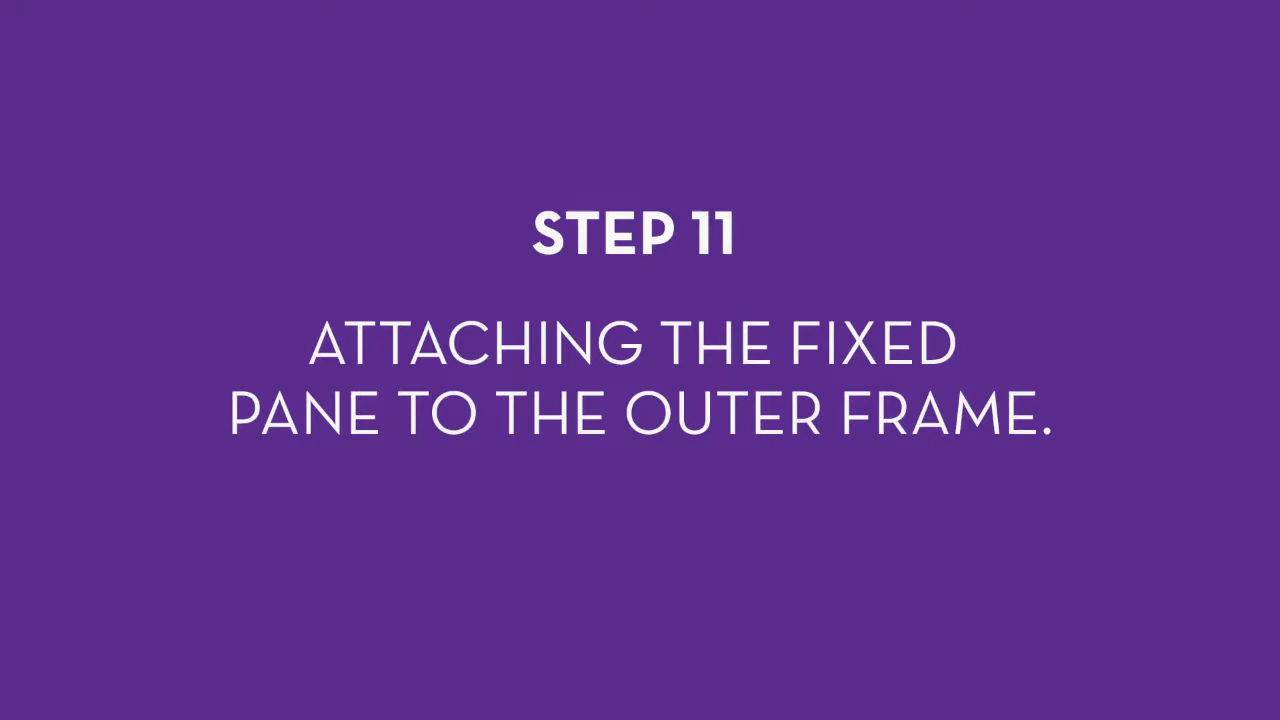 STEP 11
ATTACHING THE FIXED
PANE TO THE OUTER FRAME.